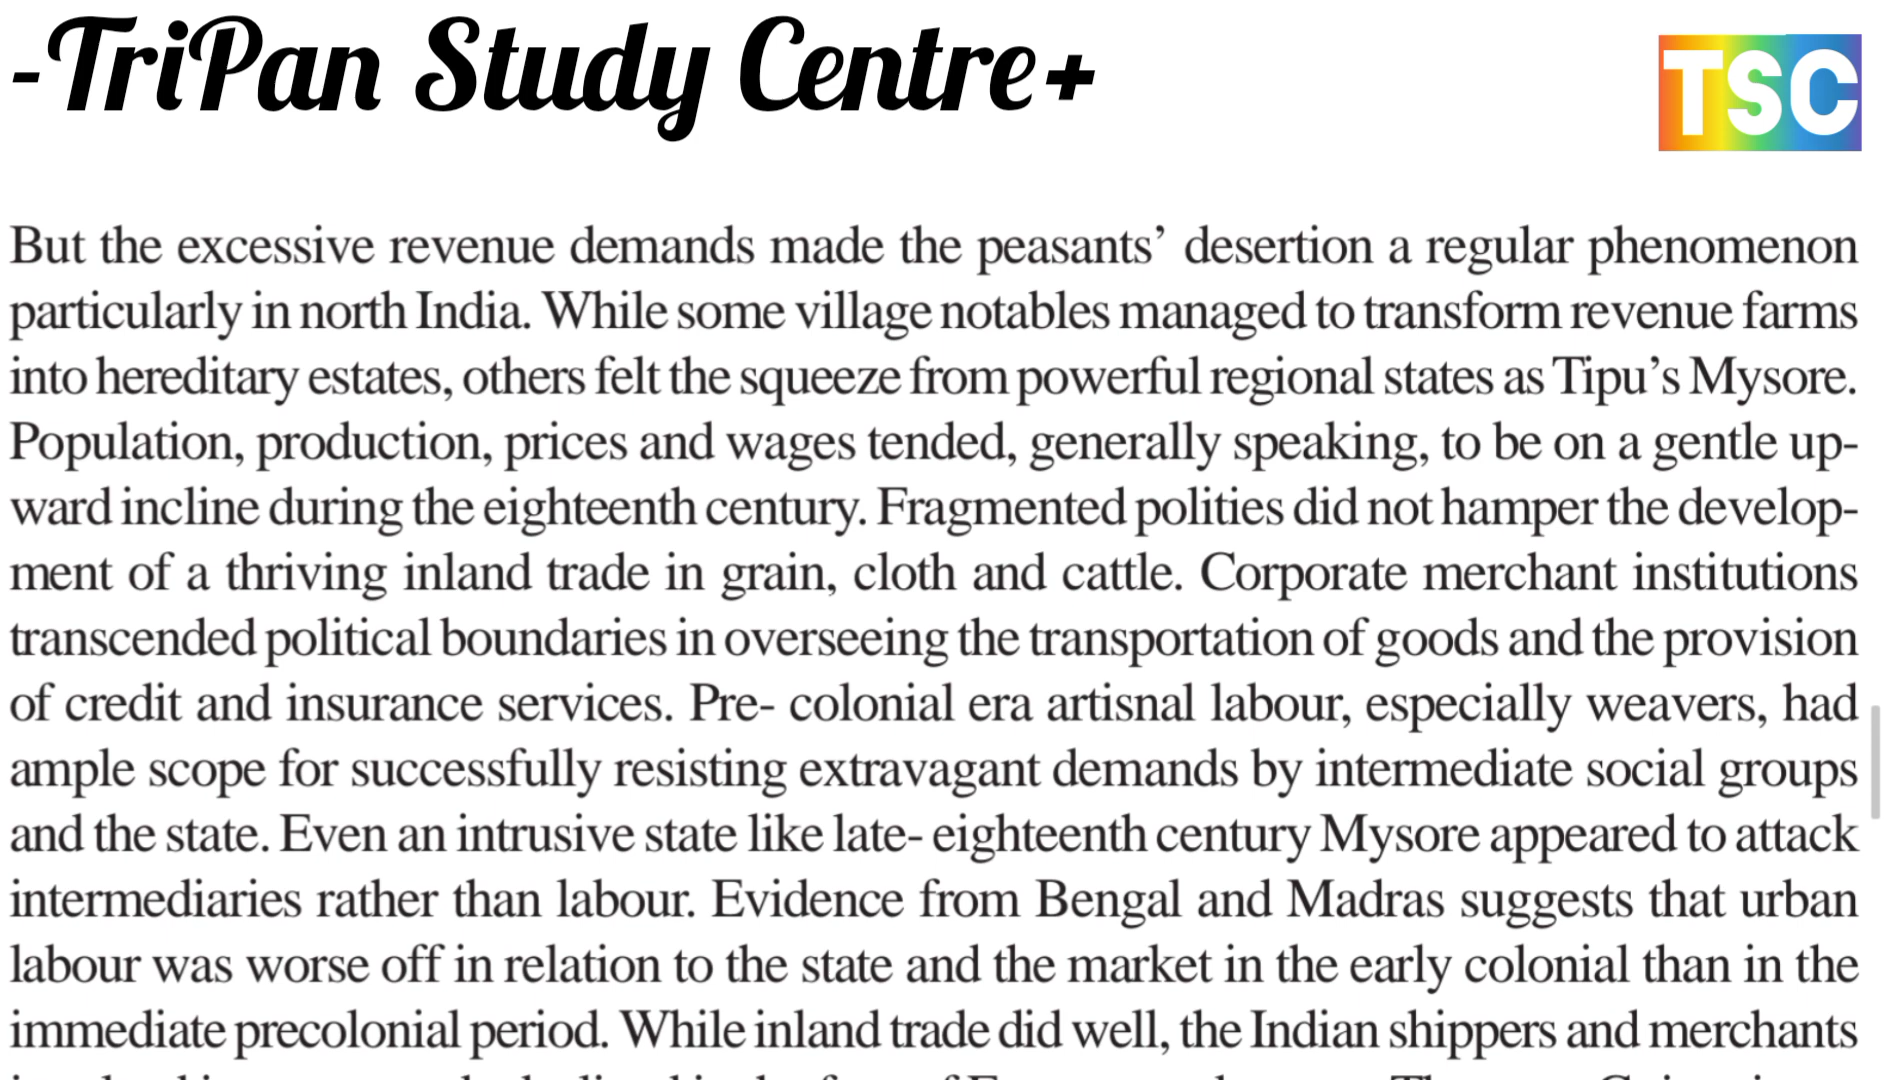 -TriPan Study Centre+
TSC
But the excessive revenue demands made the peasants’ desertion a regular phenomenon
particularly in north India. While some village notables managed to transform revenue farms
into hereditary estates, others felt the squeeze from powerful regional states as Tipu’s Mysore.
Population, production, prices and wages tended, generally speaking, to be on a gentle up-
ward incline during the eighteenth century. Fragmented polities did not hamper the develop-
ment of a thriving inland trade in grain, cloth and cattle. Corporate merchant institutions
transcended political boundaries in overseeing the transportation of goods and the provision
of credit and insurance services. Pre- colonial era artisnal labour, especially weavers, had
ample scope for successfully resisting extravagant demands by intermediate social groups
and the state. Even an intrusive state like late- eighteenth century Mysore appeared to attack
intermediaries rather than labour. Evidence from Bengal and Madras suggests that urban
labour was worse off in relation to the state and the market in the early colonial than in the
immediate precolonial period. While inland trade did well, the Indian shippers and merchants